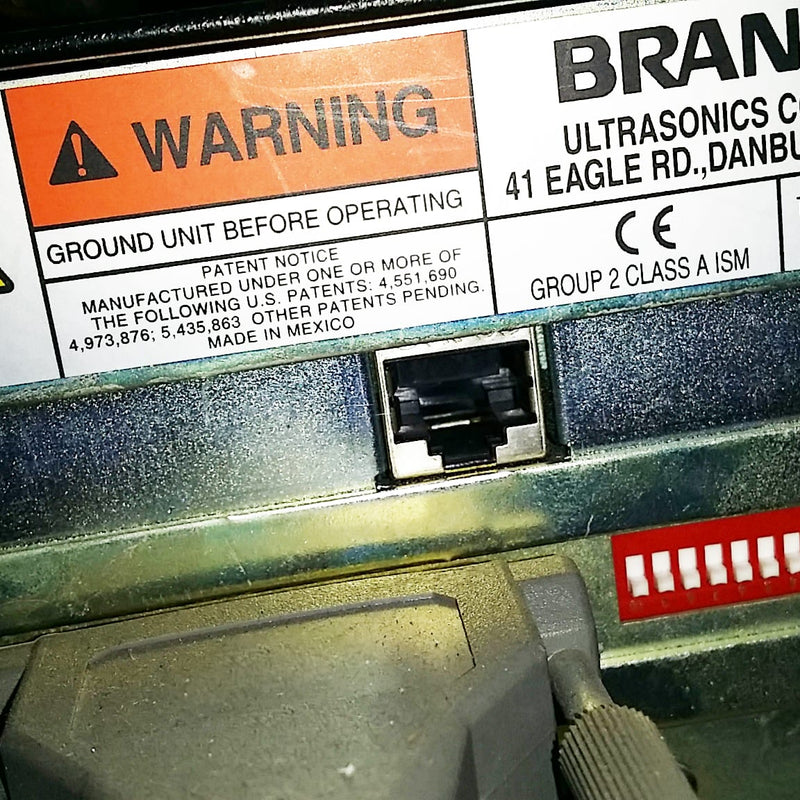 WARNING
GROUND UNIT BEFORE OPERATING
PATENT NOTICE
MANUFACTURED UNDER ONE OR MORE OF
THE FOLLOWING U.S. PATENTS: 4,551,690
4,973,876; 5,435,863 OTHER PATENTS PENDING.
MADE IN MEXICO
BRAN
ULTRASONICS C
41 EAGLE RD.,DANBU
CE
GROUP 2 CLASS A ISM